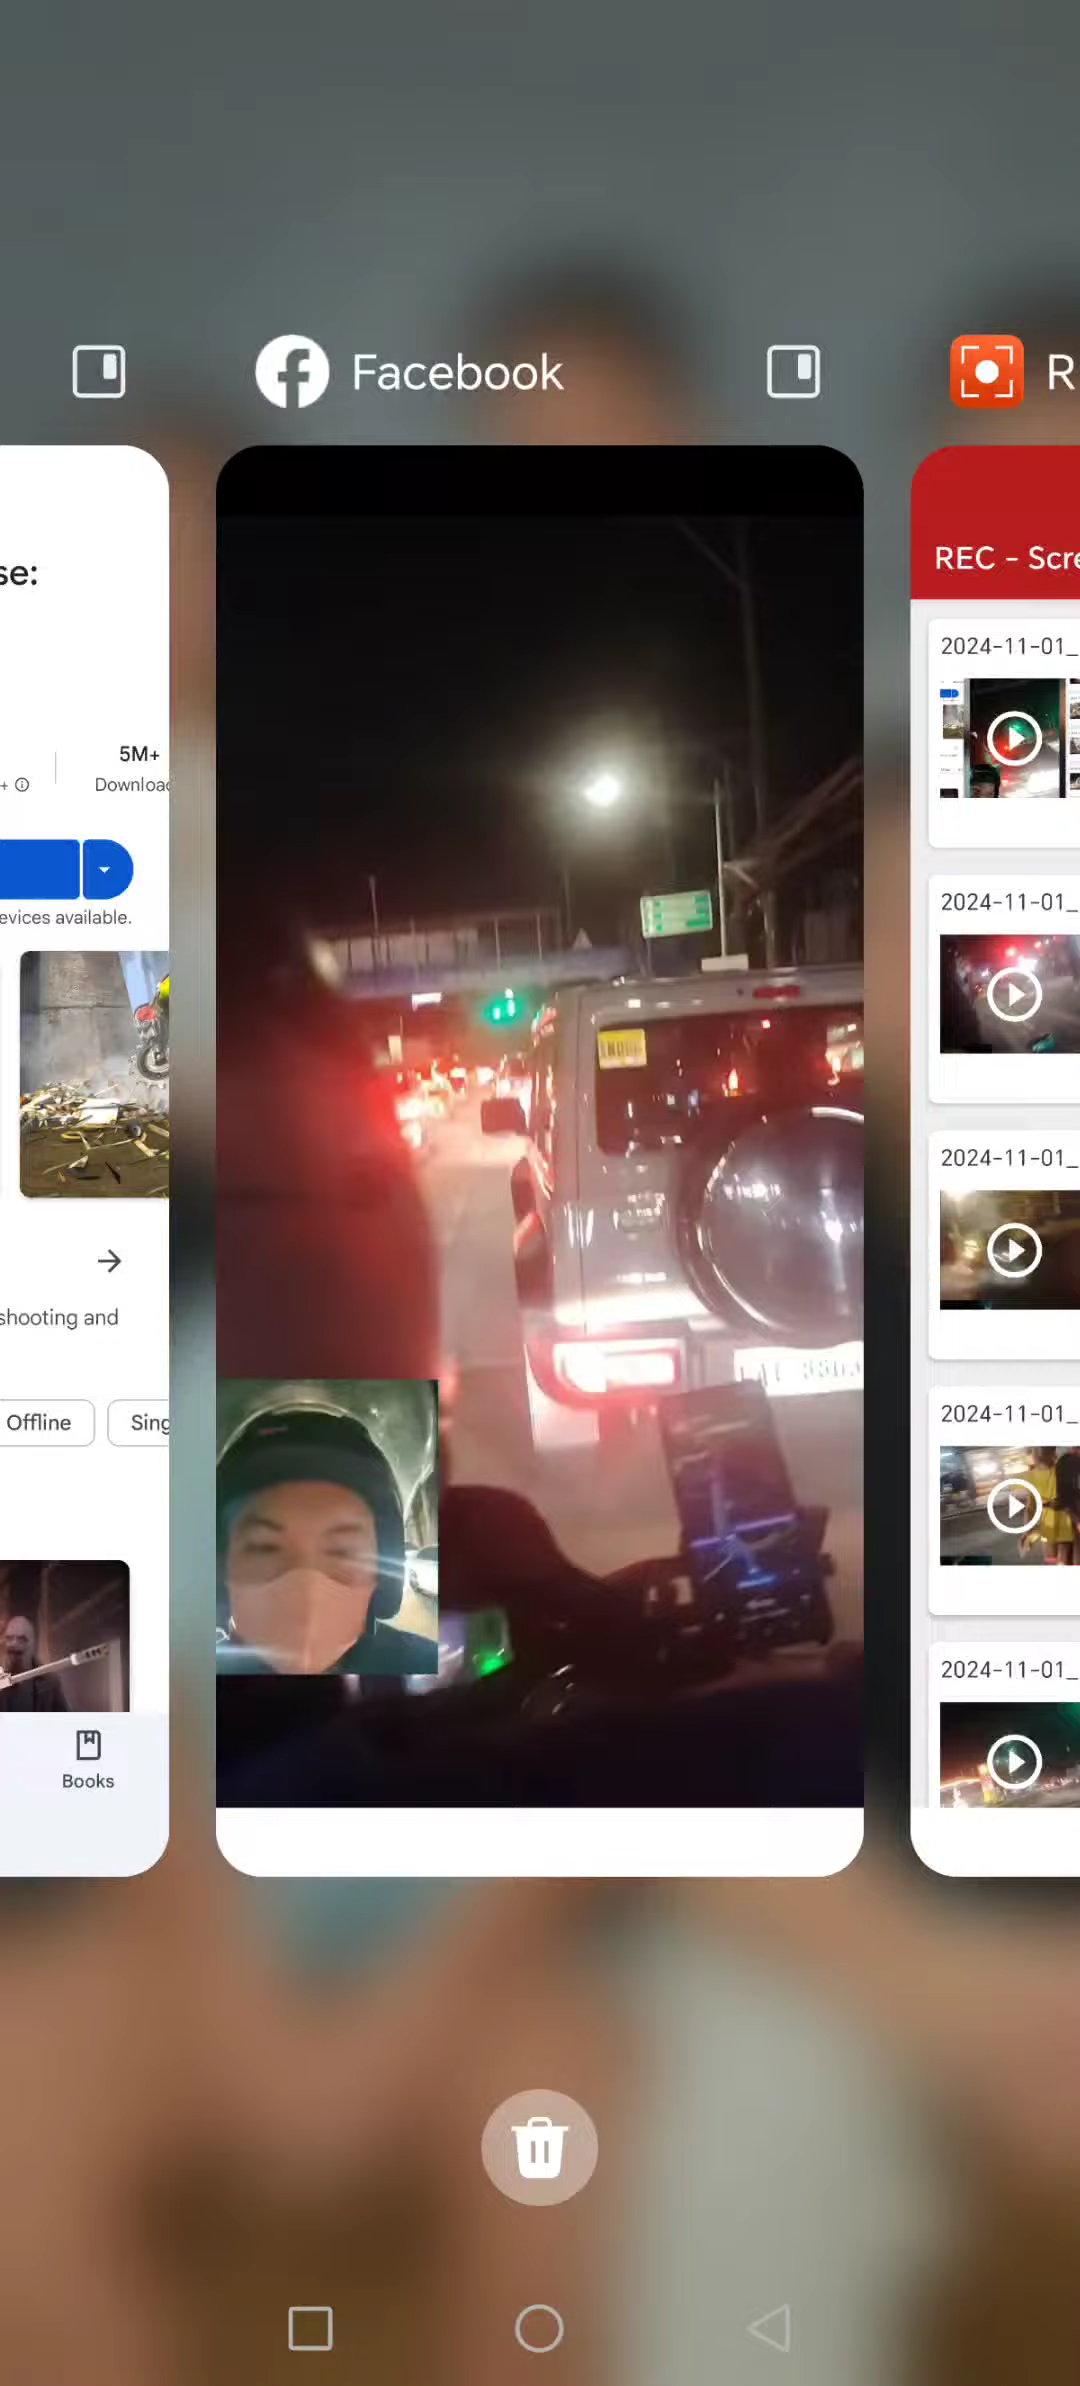 Facebook
R
se:
5M+
Downloa
evices available.
shooting and
Offline
Sing
Books
REC - Scre
2024-11-01_
2024-11-01_
2024-11-01_
2024-11-01_
2024-11-01_